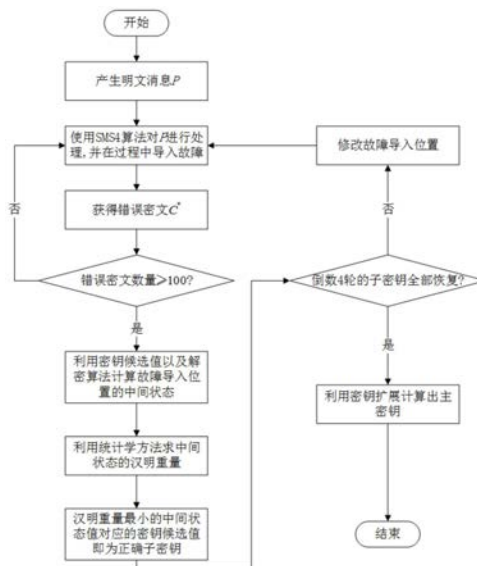 开始
产生明文消息P
使用SMS4算法对P进行处
理,并在过程中导入故障
获得错误密文C*
错误密文数量≥100?
否
是
利用密钥候选值以及解
密算法计算故障导入位
置的中间状态
利用统计学方法求中间
状态的汉明重量
汉明重量最小的中间状
态值对应的密钥候选值
即为正确子密钥
修改故障导入位置
否
倒数4轮的子密钥全部恢复?
是
利用密钥扩展计算出主
密钥
结束